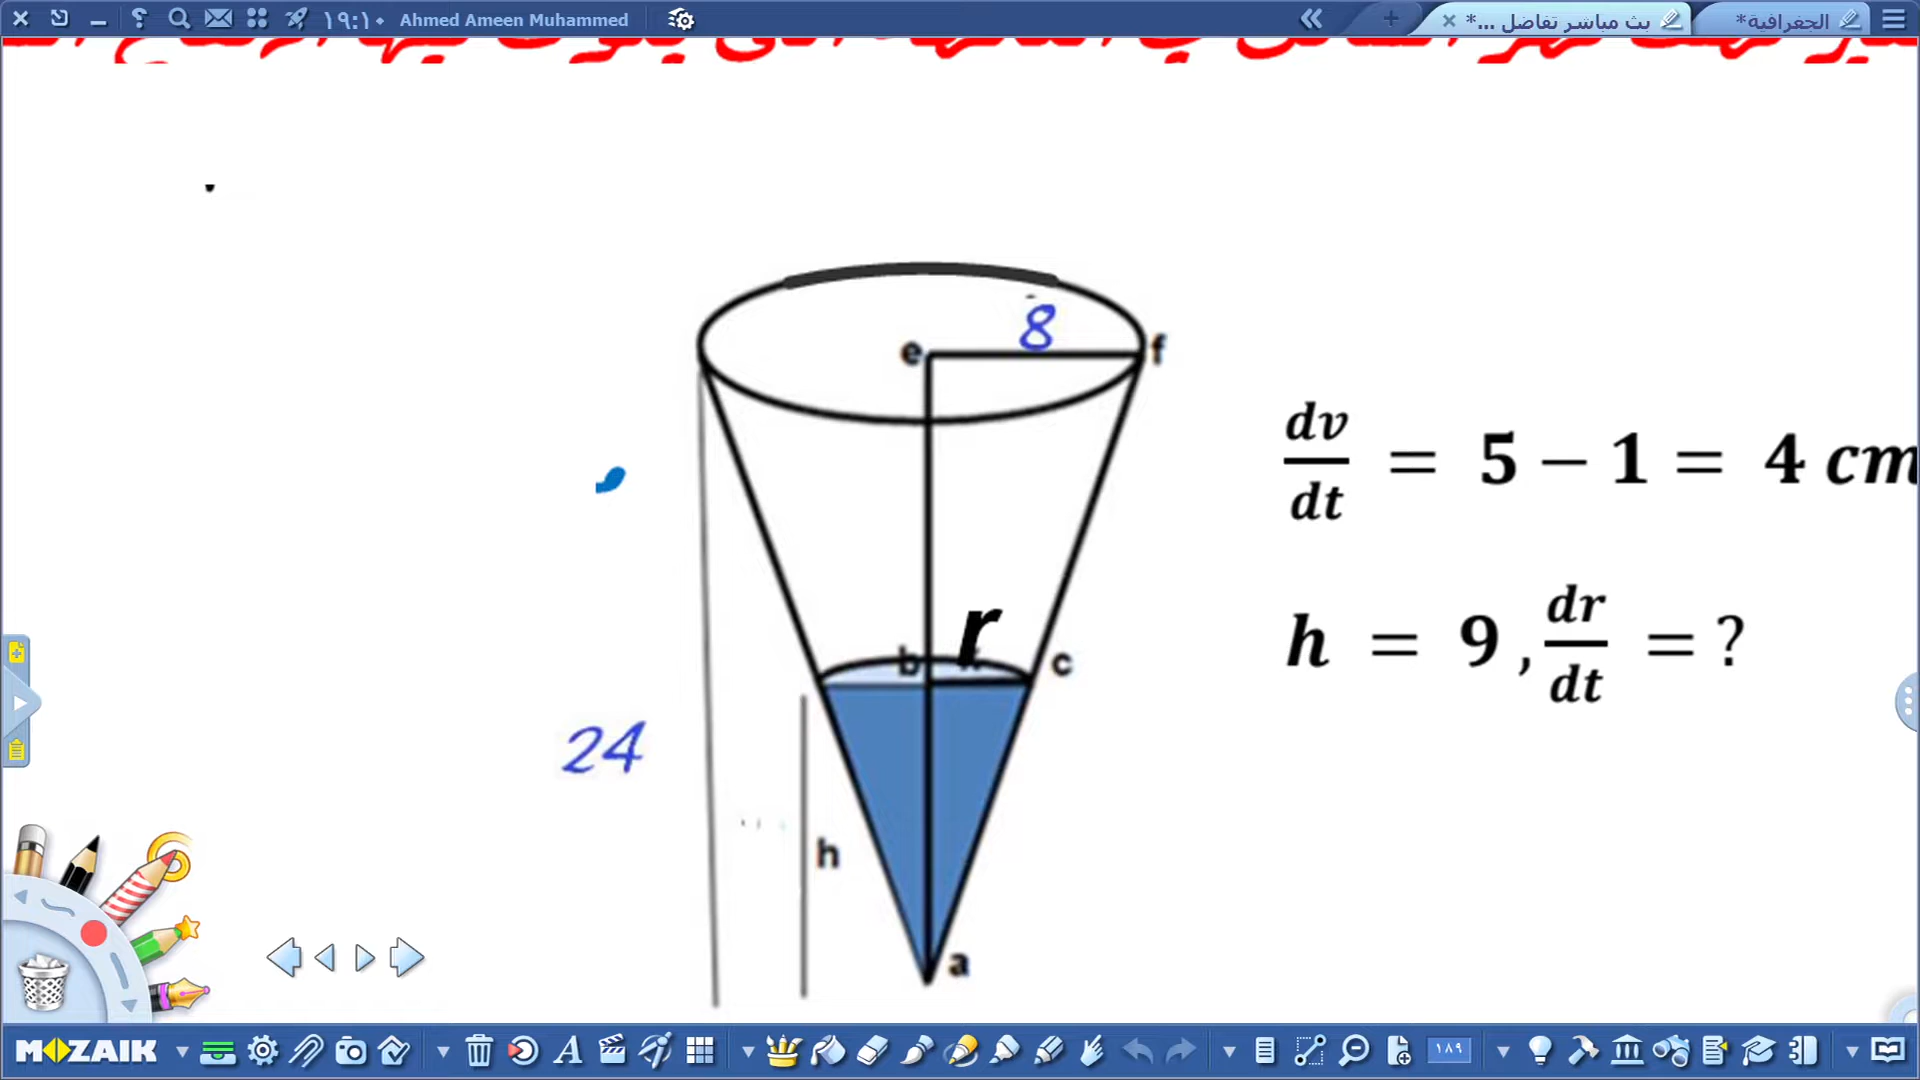 ١٩:١٠ Ahmed Ameen Muhammed
بث مباشر تفاضل ...*
الجغرافية*
8
e
f
dv/dt = 5 − 1 = 4 cm
r
b
c
h = 9 , dr/dt = ?
24
h
a
MOZAIK
١٨٩